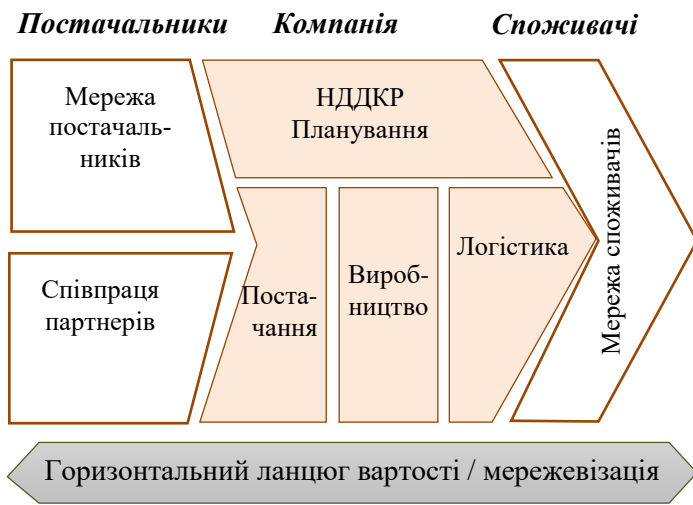 Постачальники Компанія Споживачі
Мережа
постачаль-
ників
НДДКР
Планування
Співпраця
партнерів
Поста-
чання
Вироб-
ництво
Логістика
Мережа споживачів
Горизонтальний ланцюг вартості / мережевізація